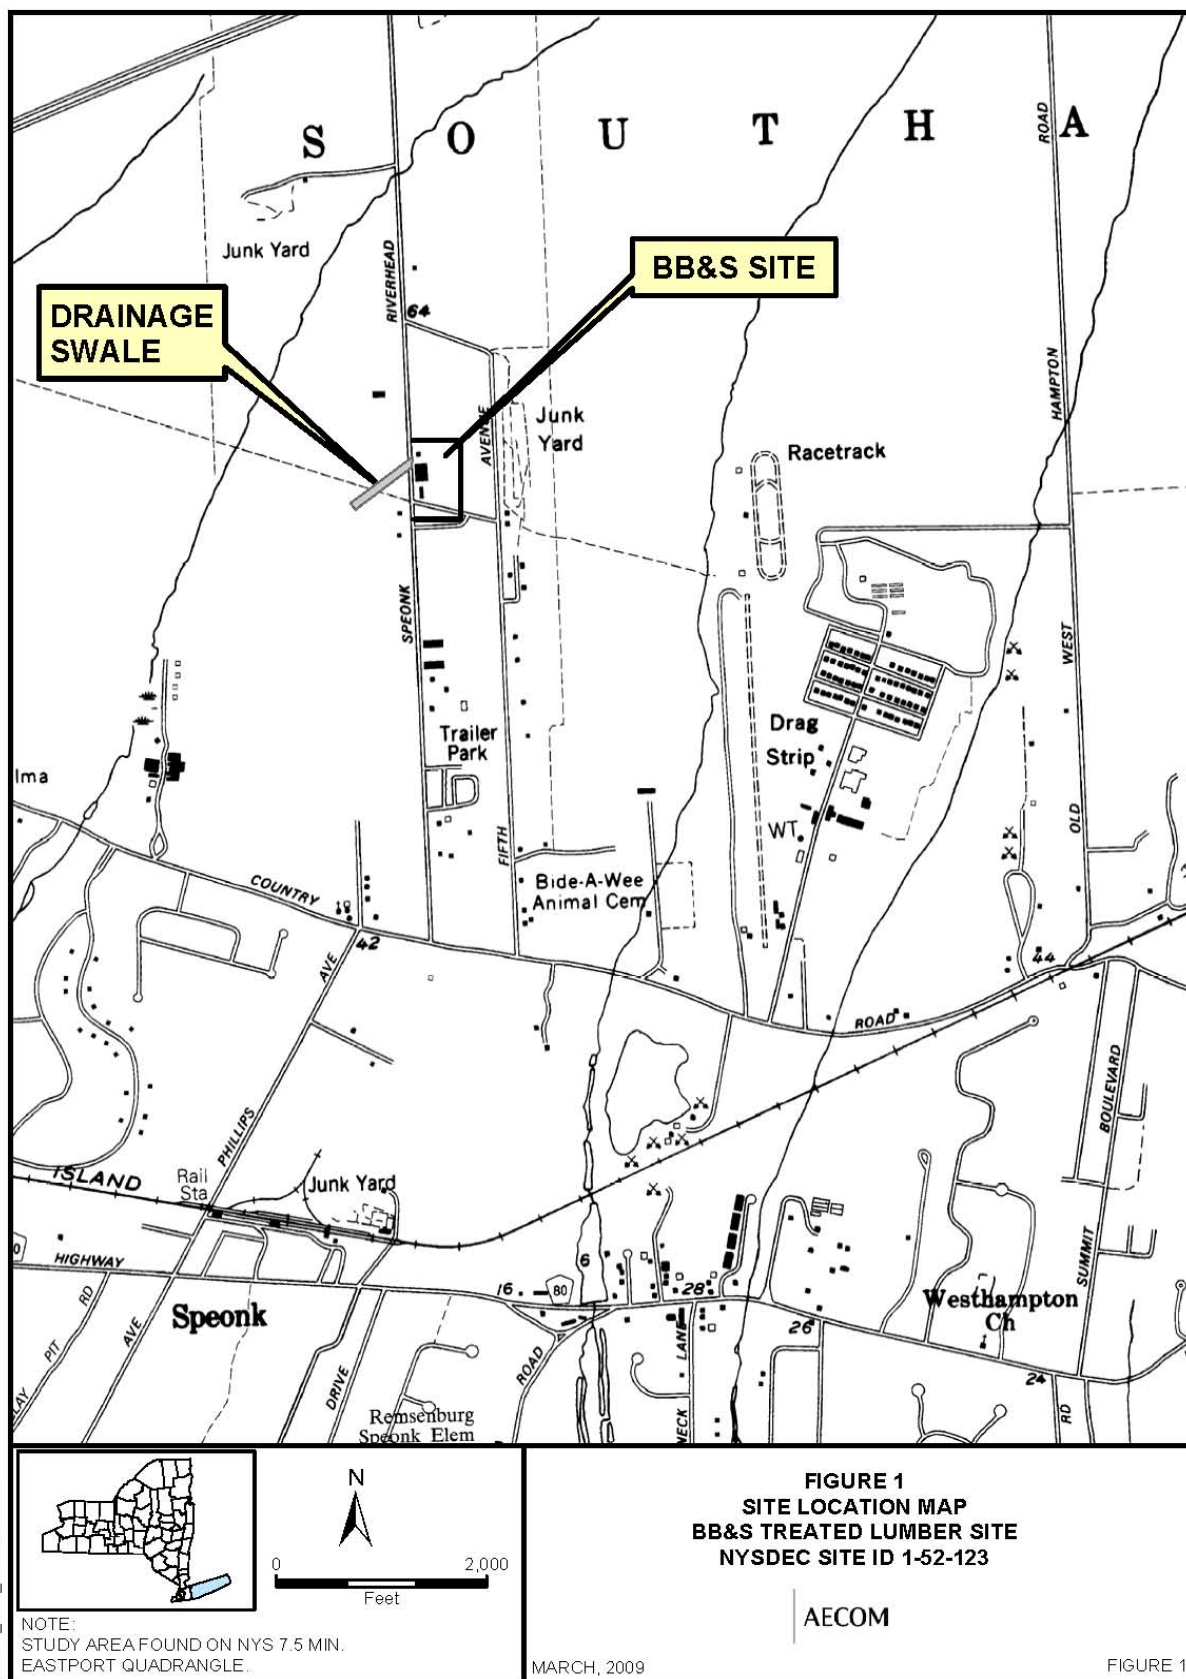 S O U T H A
ROAD
Junk Yard
RIVERHEAD
BB&S SITE
DRAINAGE
SWALE
64
HAMPTON
AVENUE
Junk
Yard
Racetrack
SPEONK
WEST
Trailer
Park
Drag
Strip
lma
OLD
WT
FIFTH
COUNTRY
Bide-A-Wee
Animal Cem
42
AVE
44
ROAD
BOULEVARD
PHILLIPS
ISLAND
Rail
Sta
Junk Yard
HIGHWAY
6
SUMMIT
16
80
28
RD
Speonk
Westhampton
Ch
26
PIT
AVE
LANE
ROAD
DRIVE
24
LAY
Remsenburg
Speonk Elem
NECK
RD
N
0 2,000
Feet
NOTE:
STUDY AREA FOUND ON NYS 7.5 MIN.
EASTPORT QUADRANGLE.
FIGURE 1
SITE LOCATION MAP
BB&S TREATED LUMBER SITE
NYSDEC SITE ID 1-52-123
AECOM
MARCH, 2009
FIGURE 1